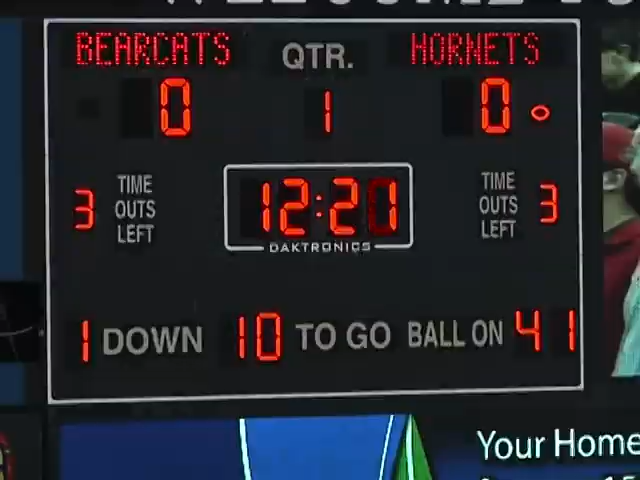 BEARCATS QTR. HORNETS
0 1 0
3 TIME OUTS LEFT 12:21 TIME OUTS LEFT 3
DAKTRONICS
1 DOWN 10 TO GO BALL ON 41
Your Home